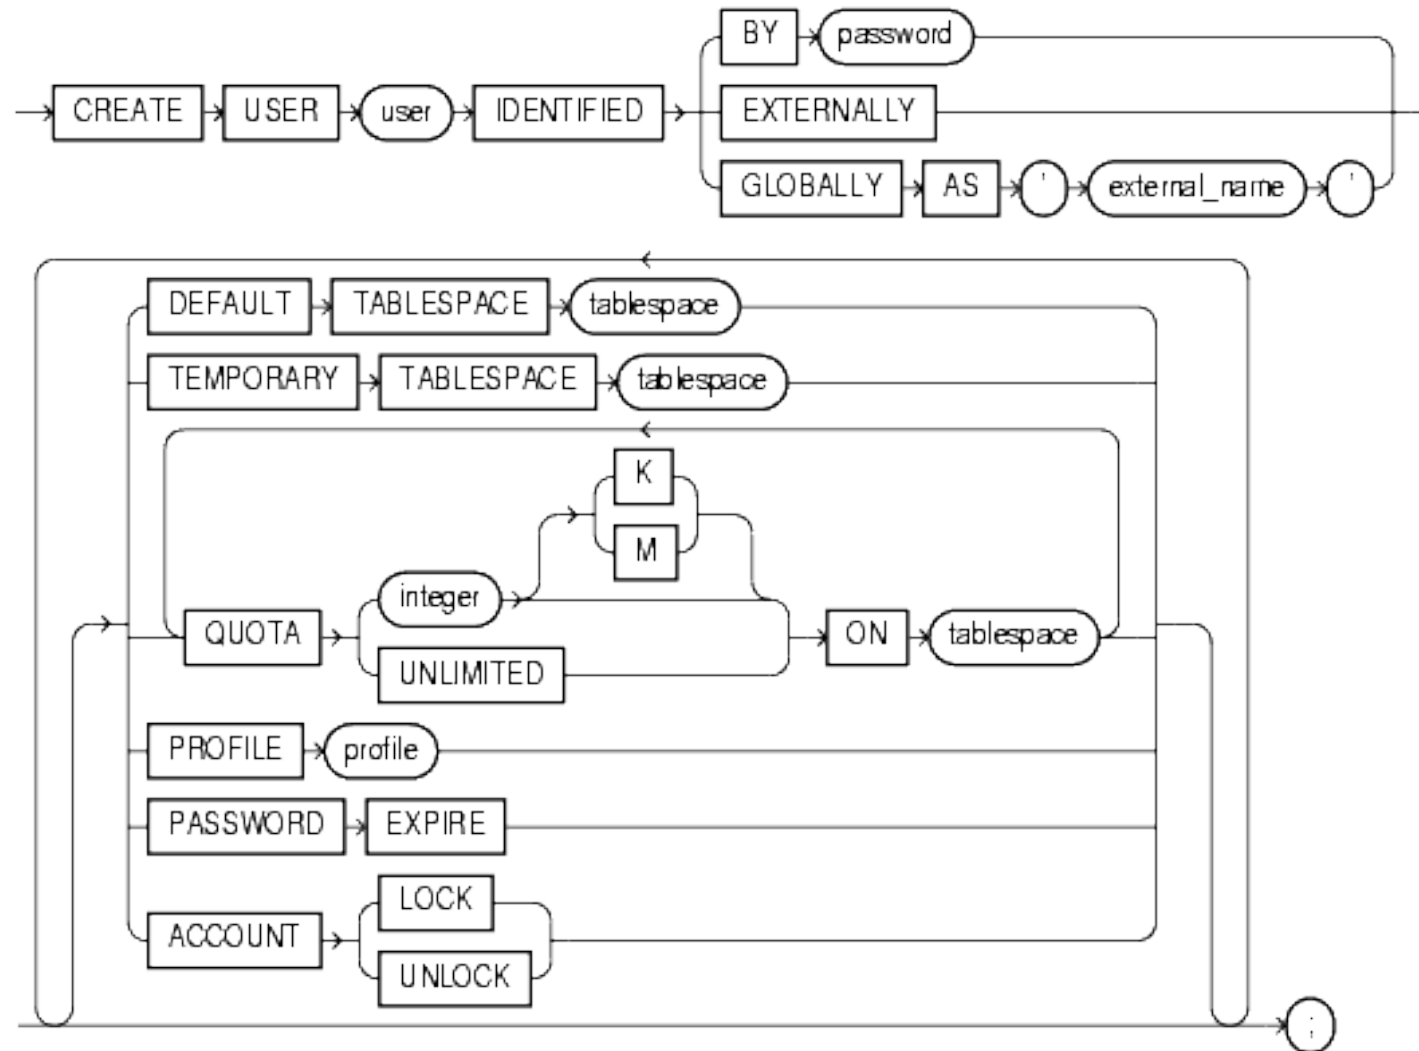 BY password
CREATE USER user IDENTIFIED EXTERNALLY
GLOBALLY AS ' external_name '
DEFAULT TABLESPACE tablespace
TEMPORARY TABLESPACE tablespace
K
M
integer
QUOTA ON tablespace
UNLIMITED
PROFILE profile
PASSWORD EXPIRE
LOCK
ACCOUNT
UNLOCK
;